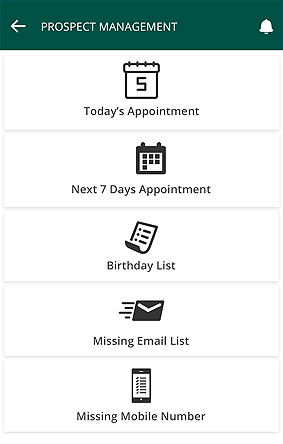 PROSPECT MANAGEMENT
5
Today's Appointment
Next 7 Days Appointment
Birthday List
Missing Email List
Missing Mobile Number